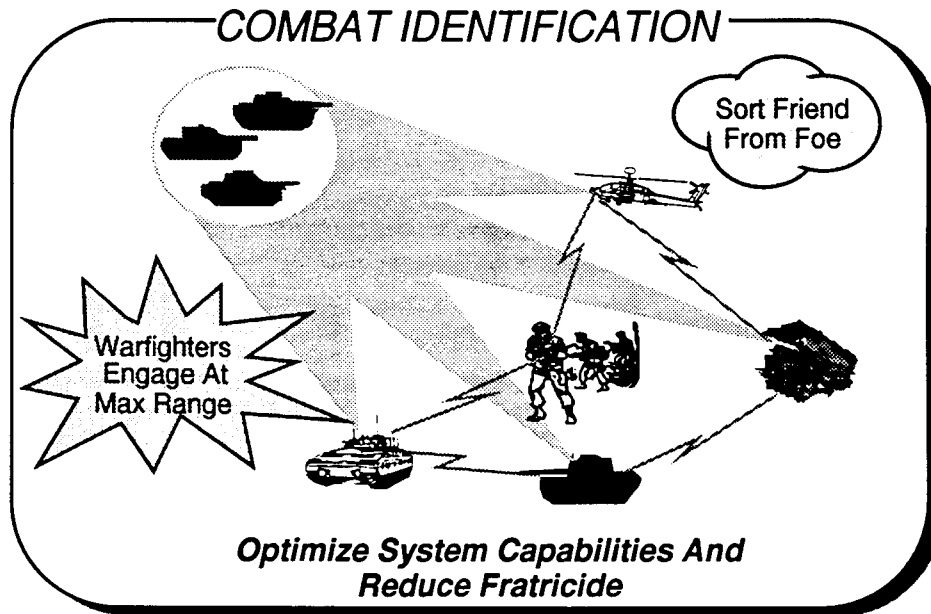 COMBAT IDENTIFICATION
Sort Friend
From Foe
Warfighters
Engage At
Max Range
Optimize System Capabilities And
Reduce Fratricide